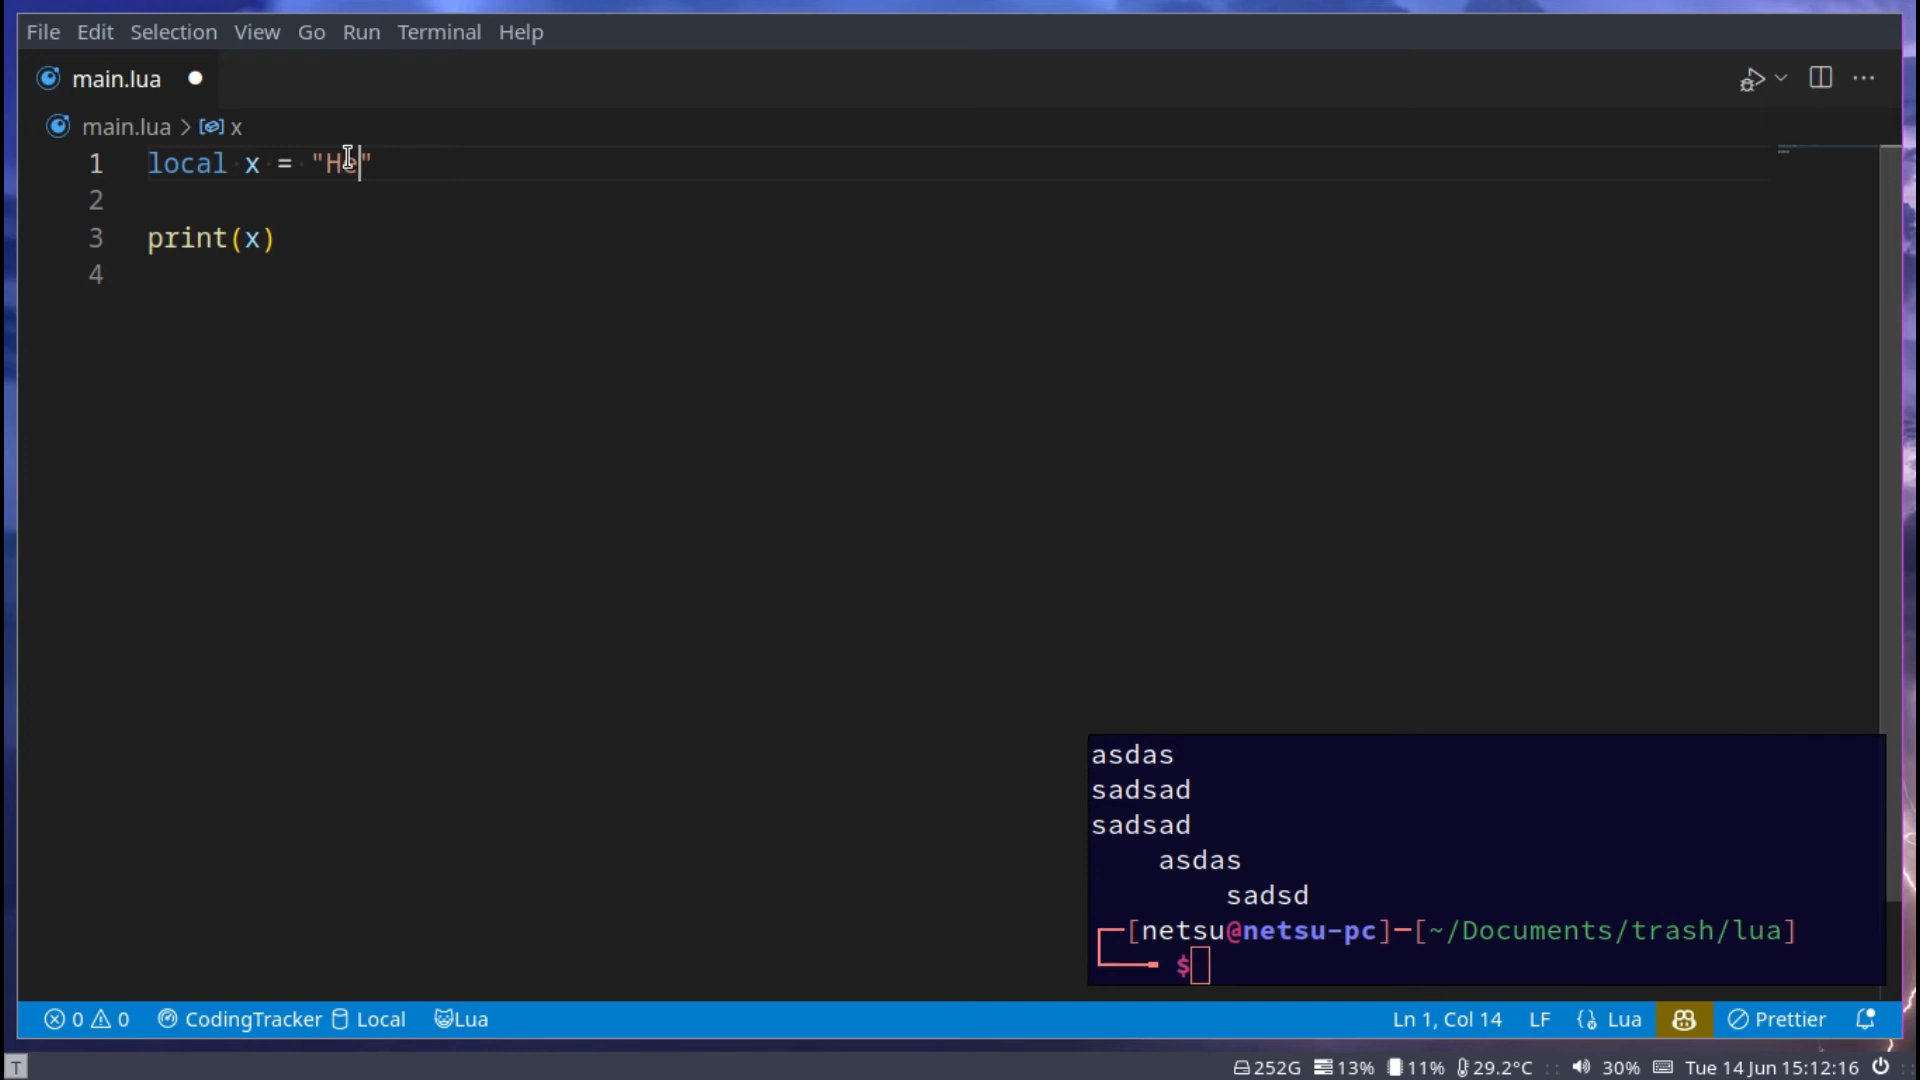 File Edit Selection View Go Run Terminal Help
main.lua
main.lua > x
1 local x = "He"
2
3 print(x)
4
asdas
sadsad
sadsad
asdas
sadsd
[netsu@netsu-pc]-[~/Documents/trash/lua]
$
0 0 CodingTracker Local Lua Ln 1, Col 14 LF Lua Prettier
T 252G 13% 11% 29.2°C 30% Tue 14 Jun 15:12:16